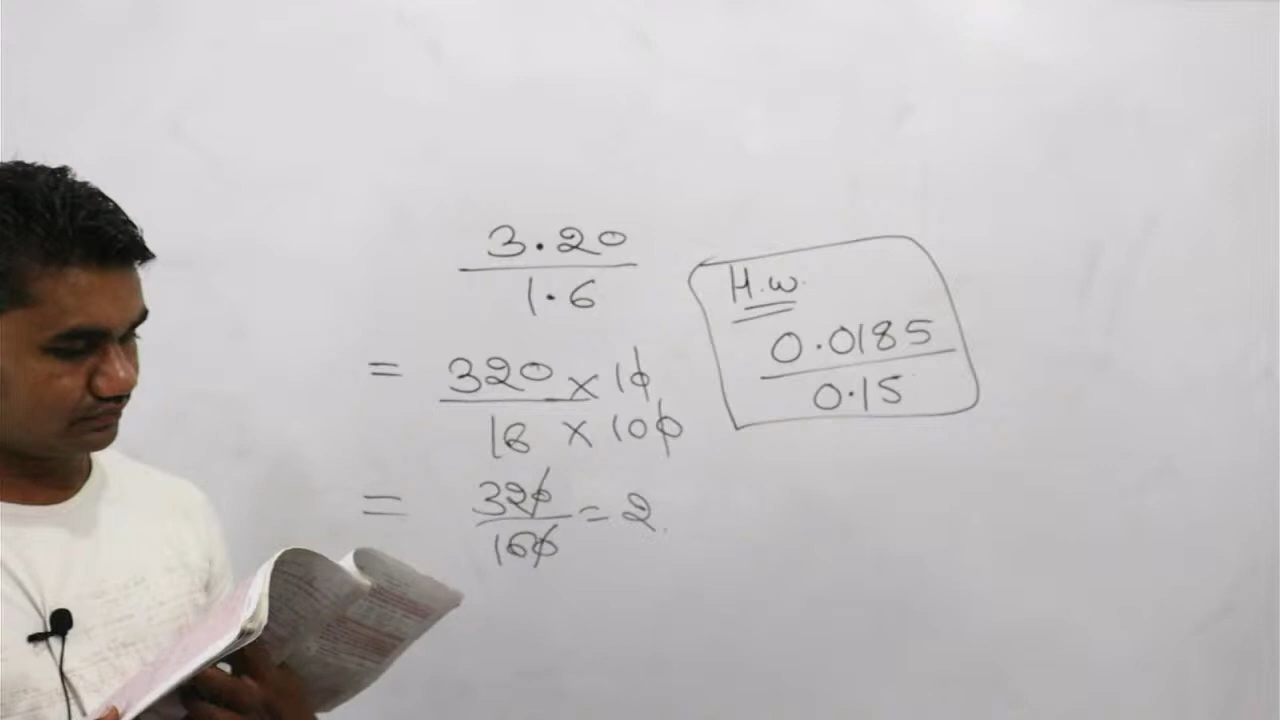 3.20
1.6
= 320 × 10
16 × 100
= 320
160 = 2
H.W.
0.0185
0.15